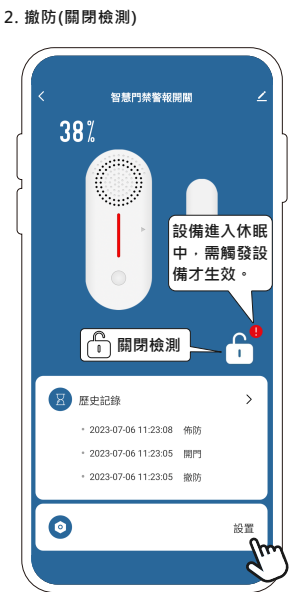 2. 撤防(關閉檢測)
智慧門禁警報開關
38%
設備進入休眠
中，需觸發設
備才生效。
!
關閉檢測
歷史記錄
• 2023-07-06 11:23:08 佈防
• 2023-07-06 11:23:05 開門
• 2023-07-06 11:23:05 撤防
設置